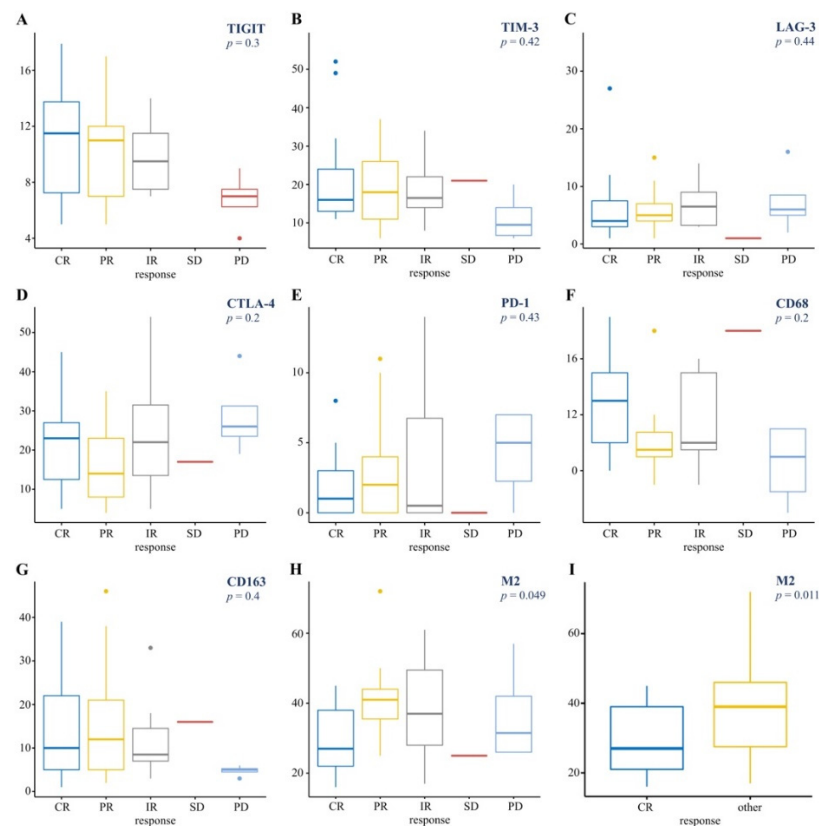 A
TIGIT
p = 0.3
16
12
8
4
CR PR IR SD PD
response
B
TIM-3
p = 0.42
50
40
30
20
10
CR PR IR SD PD
response
C
LAG-3
p = 0.44
30
20
10
0
CR PR IR SD PD
response
D
CTLA-4
p = 0.2
50
40
30
20
10
CR PR IR SD PD
response
E
PD-1
p = 0.43
10
5
0
CR PR IR SD PD
response
F
CD68
p = 0.2
16
12
0
CR PR IR SD PD
response
G
CD163
p = 0.4
40
30
20
10
0
CR PR IR SD PD
response
H
M2
p = 0.049
60
40
20
CR PR IR SD PD
response
I
M2
p = 0.011
60
40
20
CR other
response